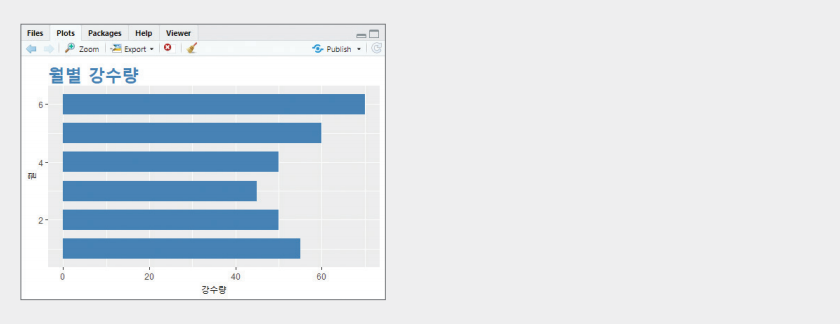 Files Plots Packages Help Viewer
Zoom Export Publish
월별 강수량
6
4
월
2
0 20 40 60
강수량